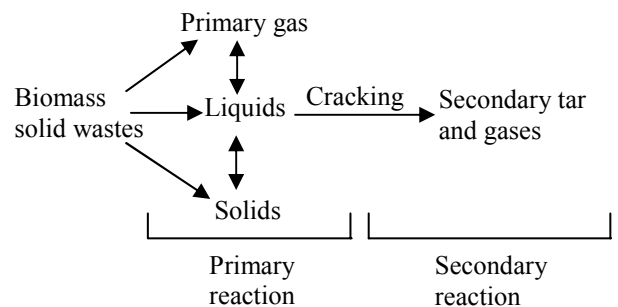 Primary gas
Biomass
solid wastes
Liquids
Cracking
Secondary tar
and gases
Solids
Primary
reaction
Secondary
reaction